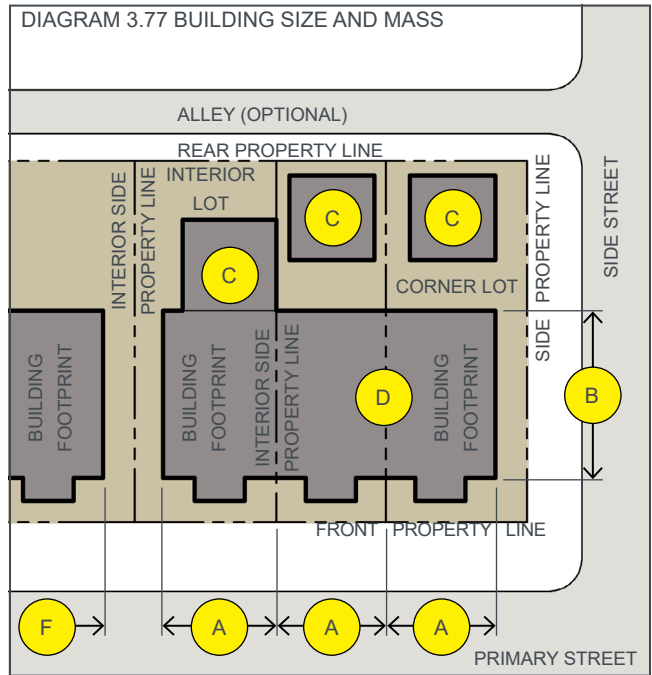 DIAGRAM 3.77 BUILDING SIZE AND MASS
ALLEY (OPTIONAL)
REAR PROPERTY LINE
INTERIOR SIDE
PROPERTY LINE
INTERIOR
LOT
C
C
C
CORNER LOT
SIDE PROPERTY LINE
SIDE STREET
BUILDING
FOOTPRINT
BUILDING
FOOTPRINT
INTERIOR SIDE
PROPERTY LINE
D
BUILDING
FOOTPRINT
B
FRONT PROPERTY LINE
F
A
A
A
PRIMARY STREET